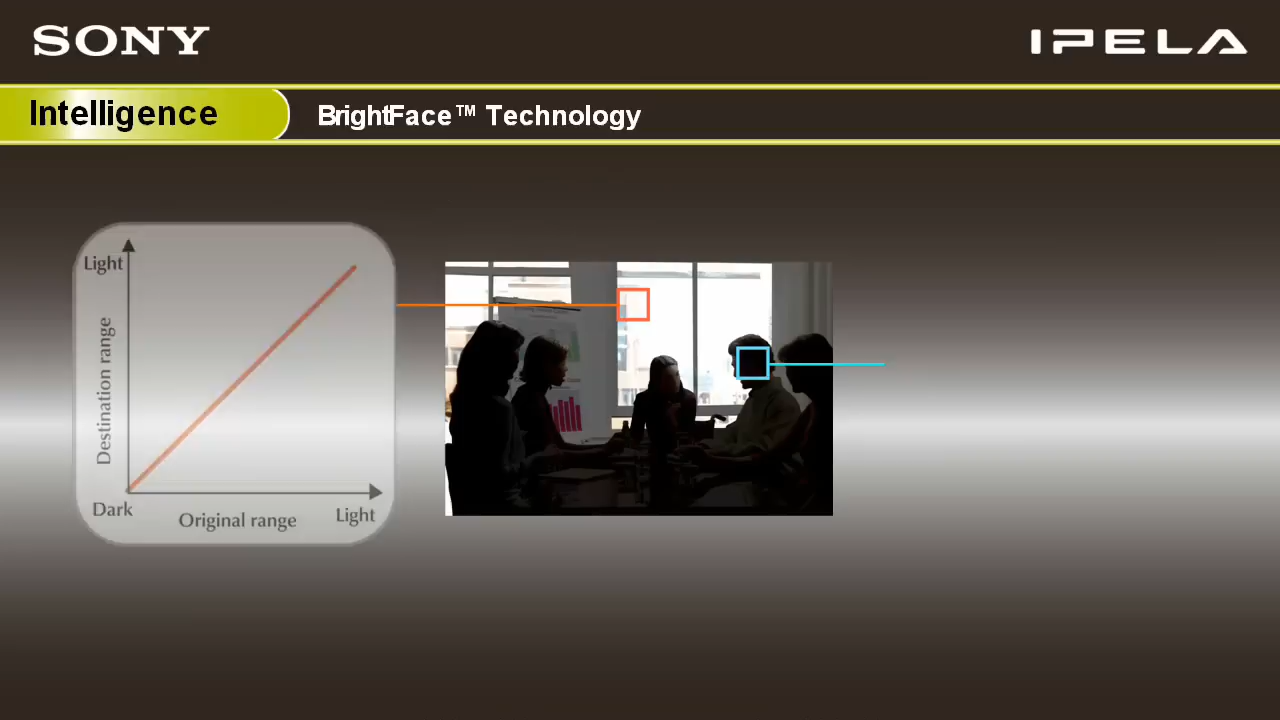 SONY
IPELA
Intelligence
BrightFace™ Technology
Light
Destination range
Dark
Original range
Light